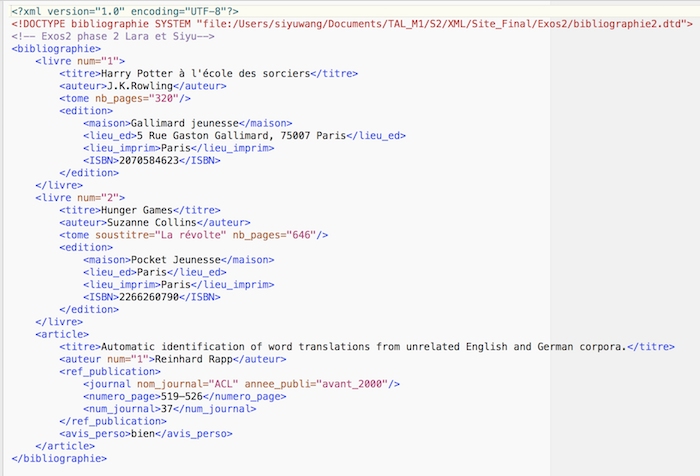 <?xml version="1.0" encoding="UTF-8"?>
<!DOCTYPE bibliographie SYSTEM "file:/Users/siyuwang/Documents/TAL_M1/S2/XML/Site_Final/Exos2/bibliographie2.dtd">
<!-- Exos2 phase 2 Lara et Siyu-->
<bibliographie>
    <livre num="1">
        <titre>Harry Potter à l'école des sorciers</titre>
        <auteur>J.K.Rowling</auteur>
        <tome nb_pages="320"/>
        <edition>
            <maison>Gallimard jeunesse</maison>
            <lieu_ed>5 Rue Gaston Gallimard, 75007 Paris</lieu_ed>
            <lieu_imprim>Paris</lieu_imprim>
            <ISBN>2070584623</ISBN>
        </edition>
    </livre>
    <livre num="2">
        <titre>Hunger Games</titre>
        <auteur>Suzanne Collins</auteur>
        <tome soustitre="La révolte" nb_pages="646"/>
        <edition>
            <maison>Pocket Jeunesse</maison>
            <lieu_ed>Paris</lieu_ed>
            <lieu_imprim>Paris</lieu_imprim>
            <ISBN>2266260790</ISBN>
        </edition>
    </livre>
    <article>
        <titre>Automatic identification of word translations from unrelated English and German corpora.</titre>
        <auteur num="1">Reinhard Rapp</auteur>
        <ref_publication>
            <journal nom_journal="ACL" annee_publi="avant_2000"/>
            <numero_page>519–526</numero_page>
            <num_journal>37</num_journal>
        </ref_publication>
        <avis_perso>bien</avis_perso>
    </article>
</bibliographie>